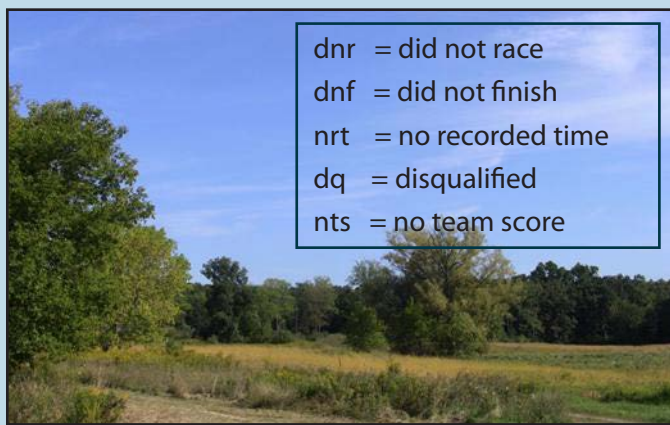 dnr = did not race
dnf = did not finish
nrt = no recorded time
dq = disqualified
nts = no team score